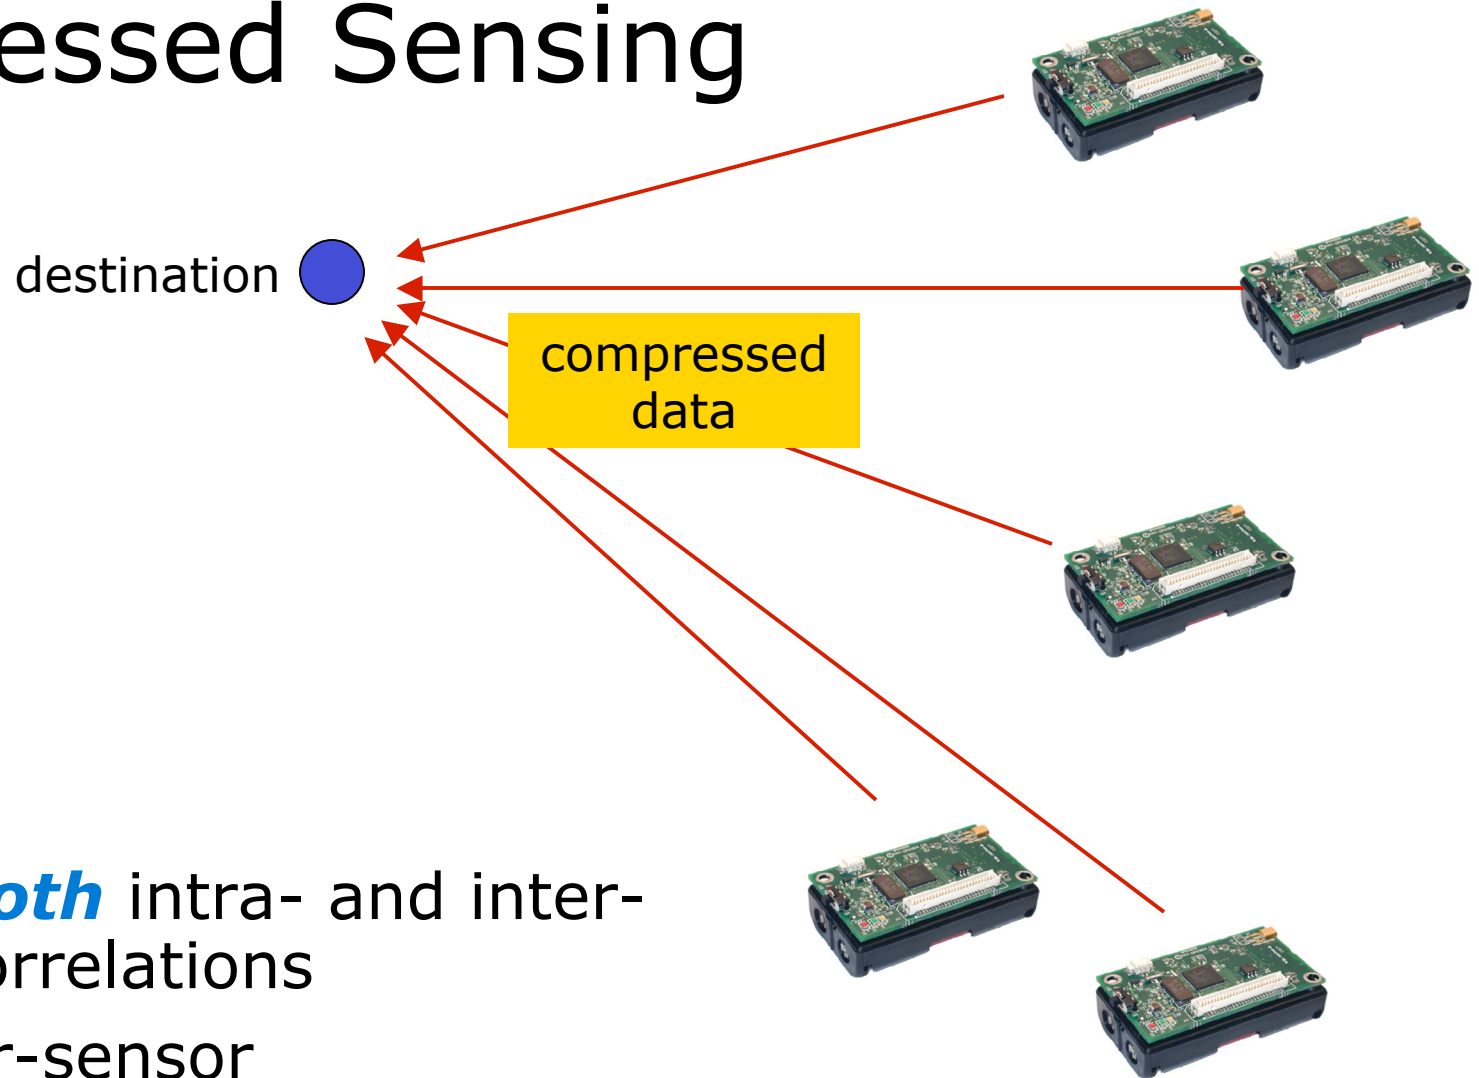 essed Sensing
destination
compressed
data
oth intra- and inter-
orrelations
r-sensor